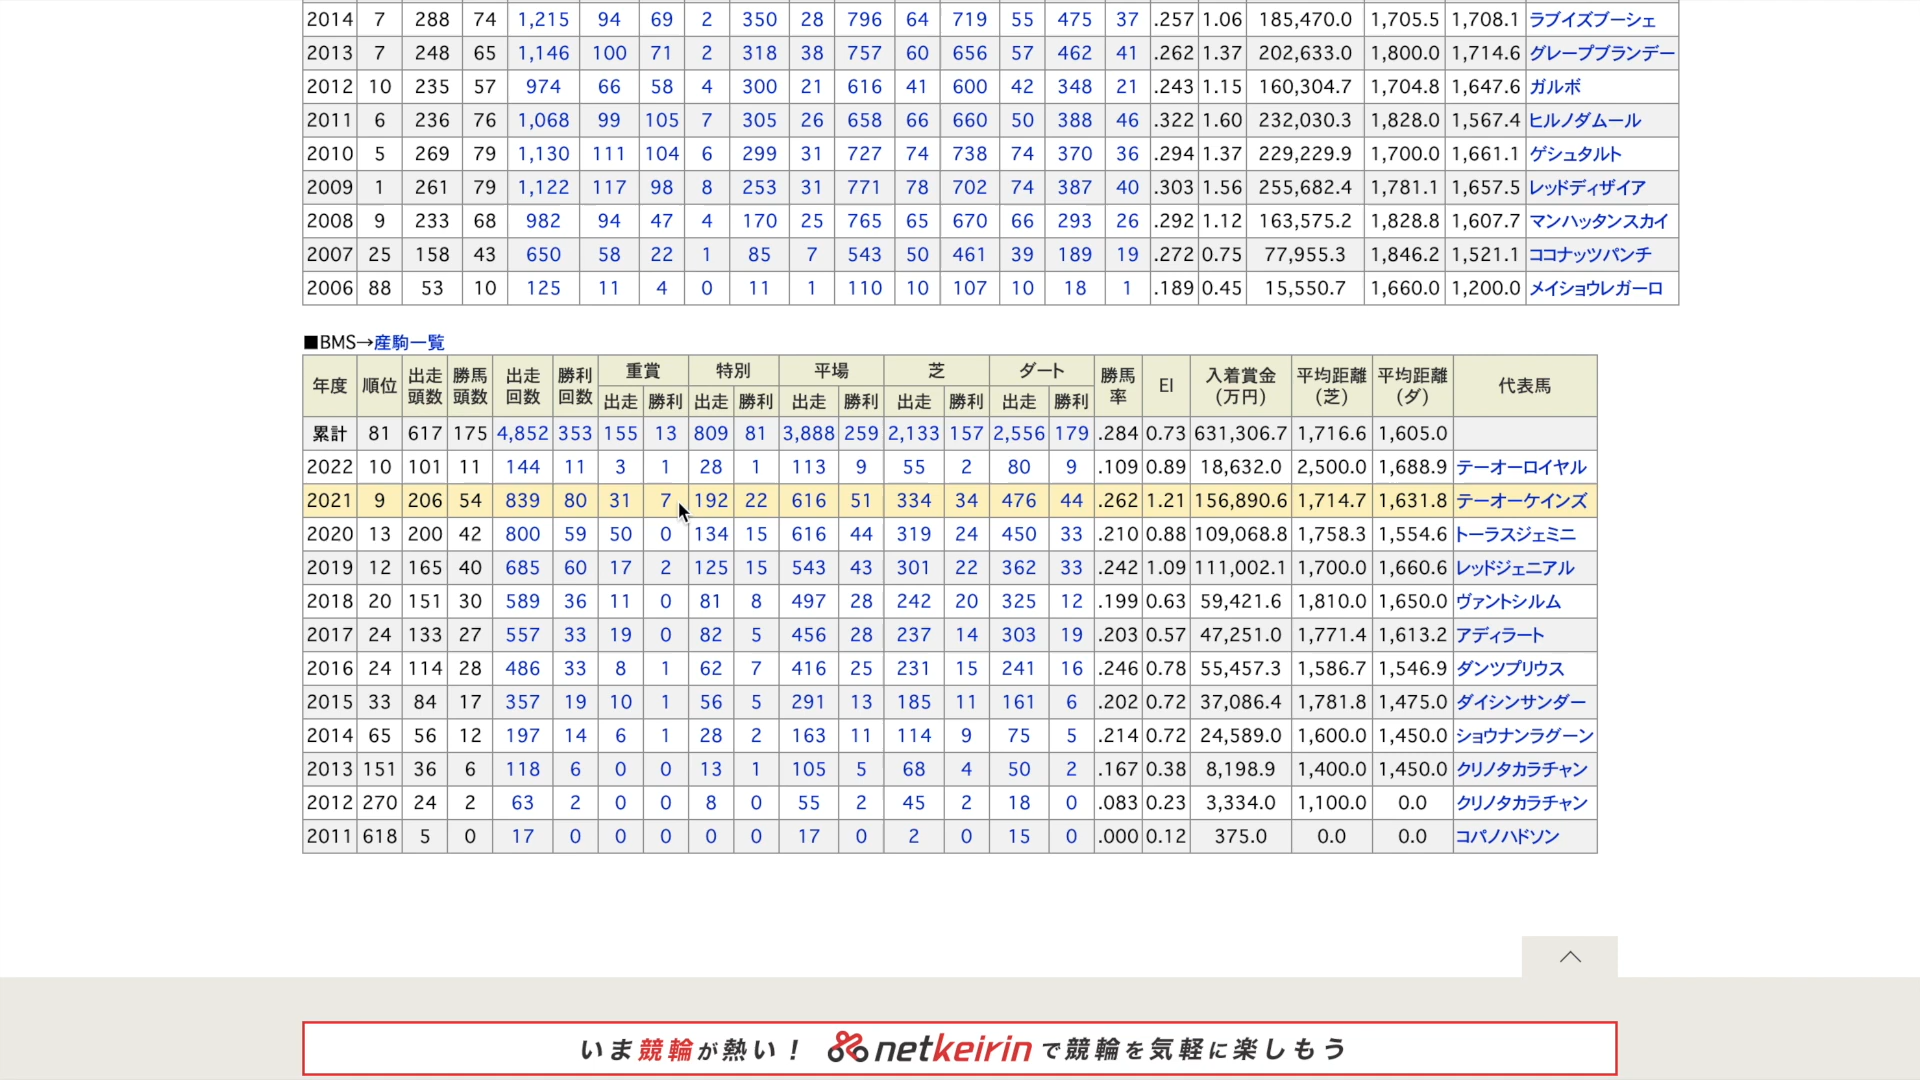 2014 7 288 74 1,215 94 69 2 350 28 796 64 719 55 475 37 .257 1.06 185,470.0 1,705.5 1,708.1 ラブイズブーシェ
2013 7 248 65 1,146 100 71 2 318 38 757 60 656 57 462 41 .262 1.37 202,633.0 1,800.0 1,714.6 グレープブランデー
2012 10 235 57 974 66 58 4 300 21 616 41 600 42 348 21 .243 1.15 160,304.7 1,704.8 1,647.6 ガルボ
2011 6 236 76 1,068 99 105 7 305 26 658 66 660 50 388 46 .322 1.60 232,030.3 1,828.0 1,567.4 ヒルノダムール
2010 5 269 79 1,130 111 104 6 299 31 727 74 738 74 370 36 .294 1.37 229,229.9 1,700.0 1,661.1 ゲシュタルト
2009 1 261 79 1,122 117 98 8 253 31 771 78 702 74 387 40 .303 1.56 255,682.4 1,781.1 1,657.5 レッドディザイア
2008 9 233 68 982 94 47 4 170 25 765 65 670 66 293 26 .292 1.12 163,575.2 1,828.8 1,607.7 マンハッタンスカイ
2007 25 158 43 650 58 22 1 85 7 543 50 461 39 189 19 .272 0.75 77,955.3 1,846.2 1,521.1 ココナッツパンチ
2006 88 53 10 125 11 4 0 11 1 110 10 107 10 18 1 .189 0.45 15,550.7 1,660.0 1,200.0 メイショウレガーロ
■BMS→産駒一覧
年度 順位 出走頭数 勝馬頭数 出走回数 勝利回数 重賞 特別 平場 芝 ダート 勝馬率 EI 入着賞金(万円) 平均距離(芝) 平均距離(ダ) 代表馬
出走 勝利 出走 勝利 出走 勝利 出走 勝利 出走 勝利
累計 81 617 175 4,852 353 155 13 809 81 3,888 259 2,133 157 2,556 179 .284 0.73 631,306.7 1,716.6 1,605.0
2022 10 101 11 144 11 3 1 28 1 113 9 55 2 80 9 .109 0.89 18,632.0 2,500.0 1,688.9 テーオーロイヤル
2021 9 206 54 839 80 31 7 192 22 616 51 334 34 476 44 .262 1.21 156,890.6 1,714.7 1,631.8 テーオーケインズ
2020 13 200 42 800 59 50 0 134 15 616 44 319 24 450 33 .210 0.88 109,068.8 1,758.3 1,554.6 トーラスジェミニ
2019 12 165 40 685 60 17 2 125 15 543 43 301 22 362 33 .242 1.09 111,002.1 1,700.0 1,660.6 レッドジェニアル
2018 20 151 30 589 36 11 0 81 8 497 28 242 20 325 12 .199 0.63 59,421.6 1,810.0 1,650.0 ヴァントシルム
2017 24 133 27 557 33 19 0 82 5 456 28 237 14 303 19 .203 0.57 47,251.0 1,771.4 1,613.2 アディラート
2016 24 114 28 486 33 8 1 62 7 416 25 231 15 241 16 .246 0.78 55,457.3 1,586.7 1,546.9 ダンツプリウス
2015 33 84 17 357 19 10 1 56 5 291 13 185 11 161 6 .202 0.72 37,086.4 1,781.8 1,475.0 ダイシンサンダー
2014 65 56 12 197 14 6 1 28 2 163 11 114 9 75 5 .214 0.72 24,589.0 1,600.0 1,450.0 ショウナンラグーン
2013 151 36 6 118 6 0 0 13 1 105 5 68 4 50 2 .167 0.38 8,198.9 1,400.0 1,450.0 クリノタカラチャン
2012 270 24 2 63 2 0 0 8 0 55 2 45 2 18 0 .083 0.23 3,334.0 1,100.0 0.0 クリノタカラチャン
2011 618 5 0 17 0 0 0 0 0 17 0 2 0 15 0 .000 0.12 375.0 0.0 0.0 コパノハドソン
いま競輪が熱い！ netkeirin で競輪を気軽に楽しもう